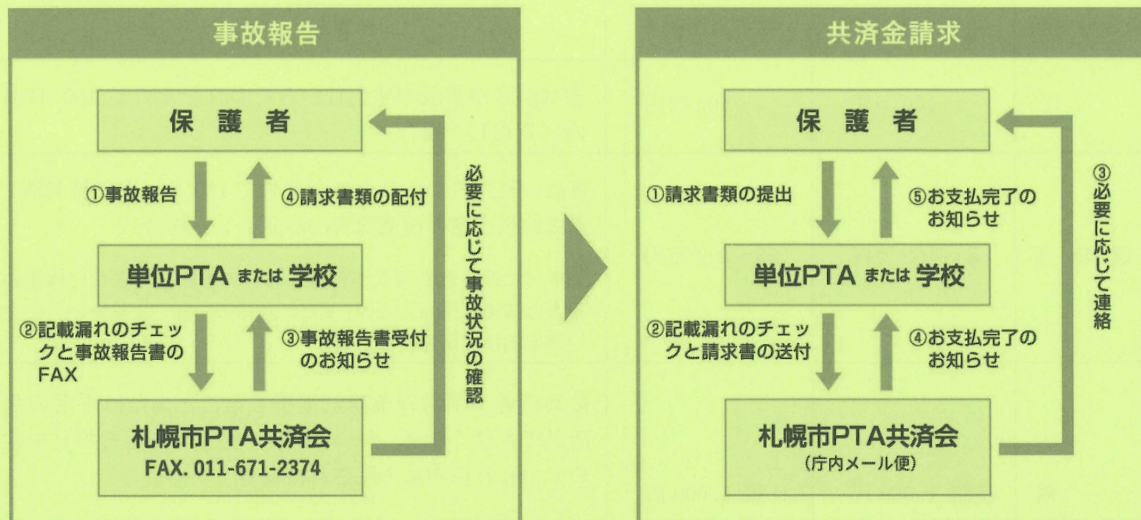 事故報告
保護者
①事故報告
④請求書類の配付
単位PTA または 学校
②記載漏れのチェッ
クと事故報告書の
FAX
③事故報告書受付
のお知らせ
札幌市PTA共済会
FAX. 011-671-2374
必要に応じて事故状況の確認
共済金請求
保護者
①請求書類の提出
⑤お支払完了の
お知らせ
単位PTA または 学校
②記載漏れのチェッ
クと請求書の送付
④お支払完了の
お知らせ
札幌市PTA共済会
(庁内メール便)
③必要に応じて連絡